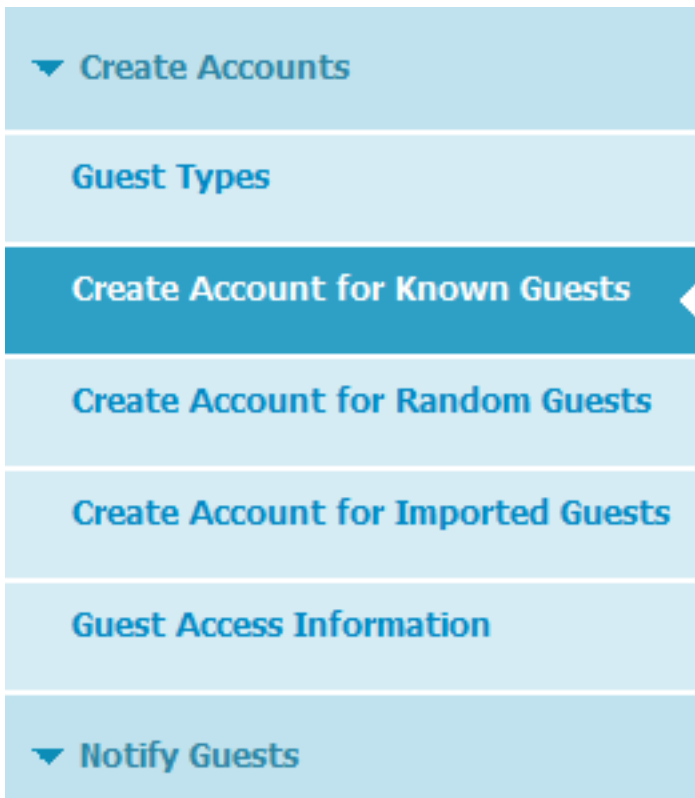 Create Accounts
Guest Types
Create Account for Known Guests
Create Account for Random Guests
Create Account for Imported Guests
Guest Access Information
Notify Guests